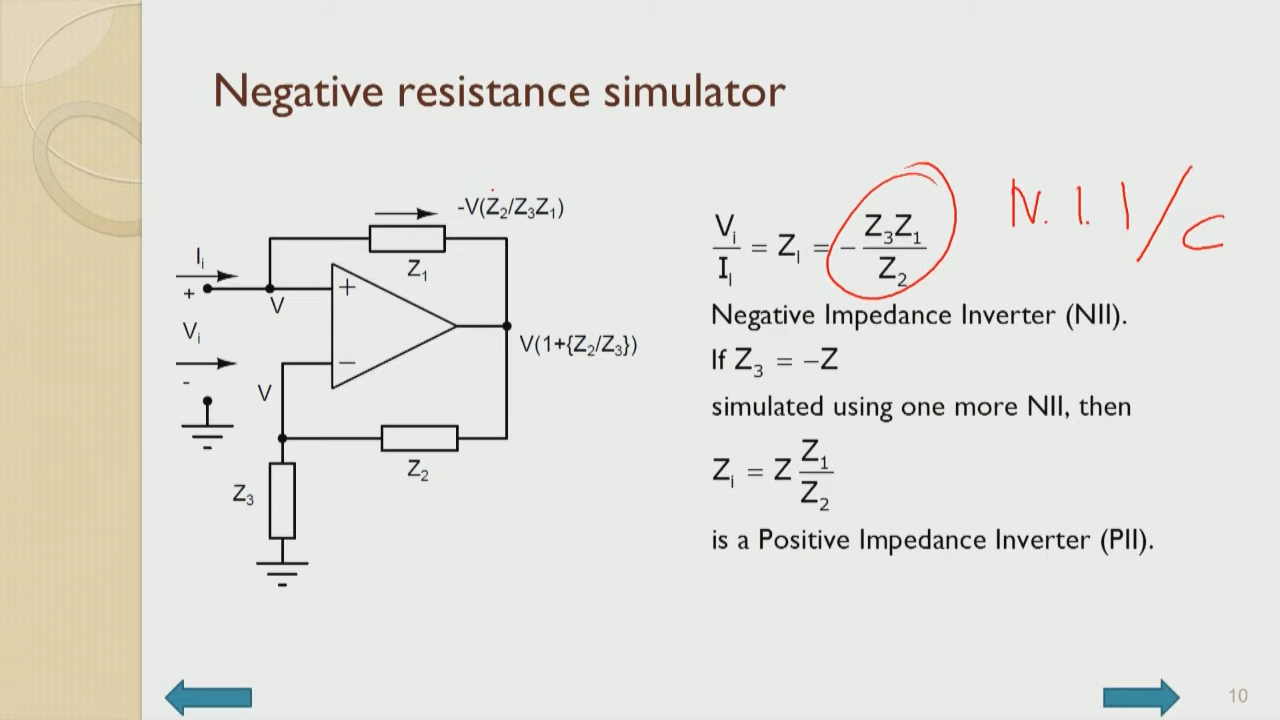 Negative resistance simulator
-V(Z₂/Z₃Z₁)
Iᵢ
Z₁
+
+
V
Vᵢ
V(1+{Z₂/Z₃})
-
V
−
Z₂
Z₃
Vᵢ/Iᵢ = Zᵢ = − Z₃Z₁/Z₂
N. I. I / C
Negative Impedance Inverter (NII).
If Z₃ = −Z
simulated using one more NII, then
Zᵢ = Z Z₁/Z₂
is a Positive Impedance Inverter (PII).
10